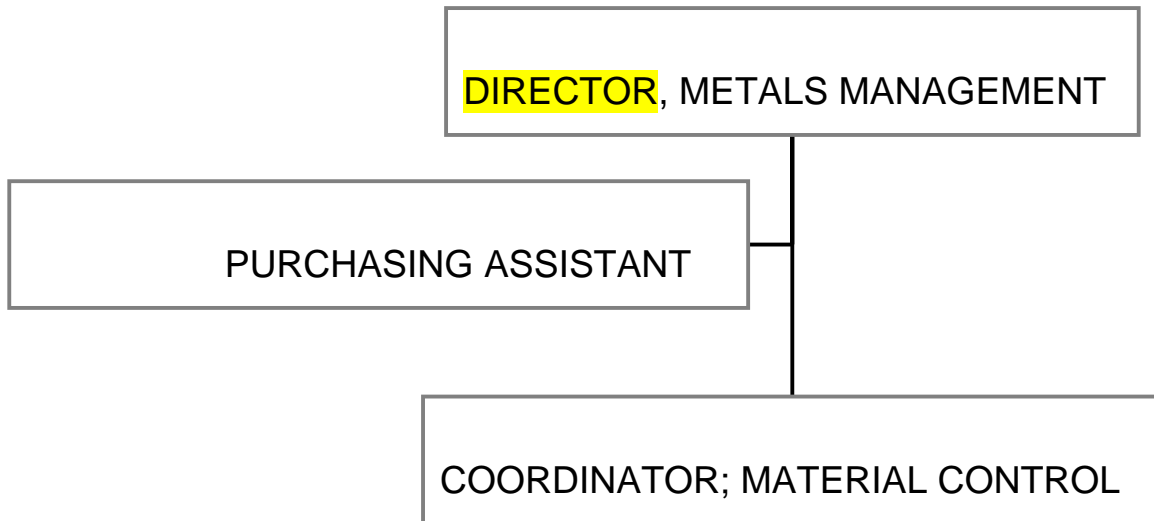 DIRECTOR, METALS MANAGEMENT
PURCHASING ASSISTANT
COORDINATOR; MATERIAL CONTROL